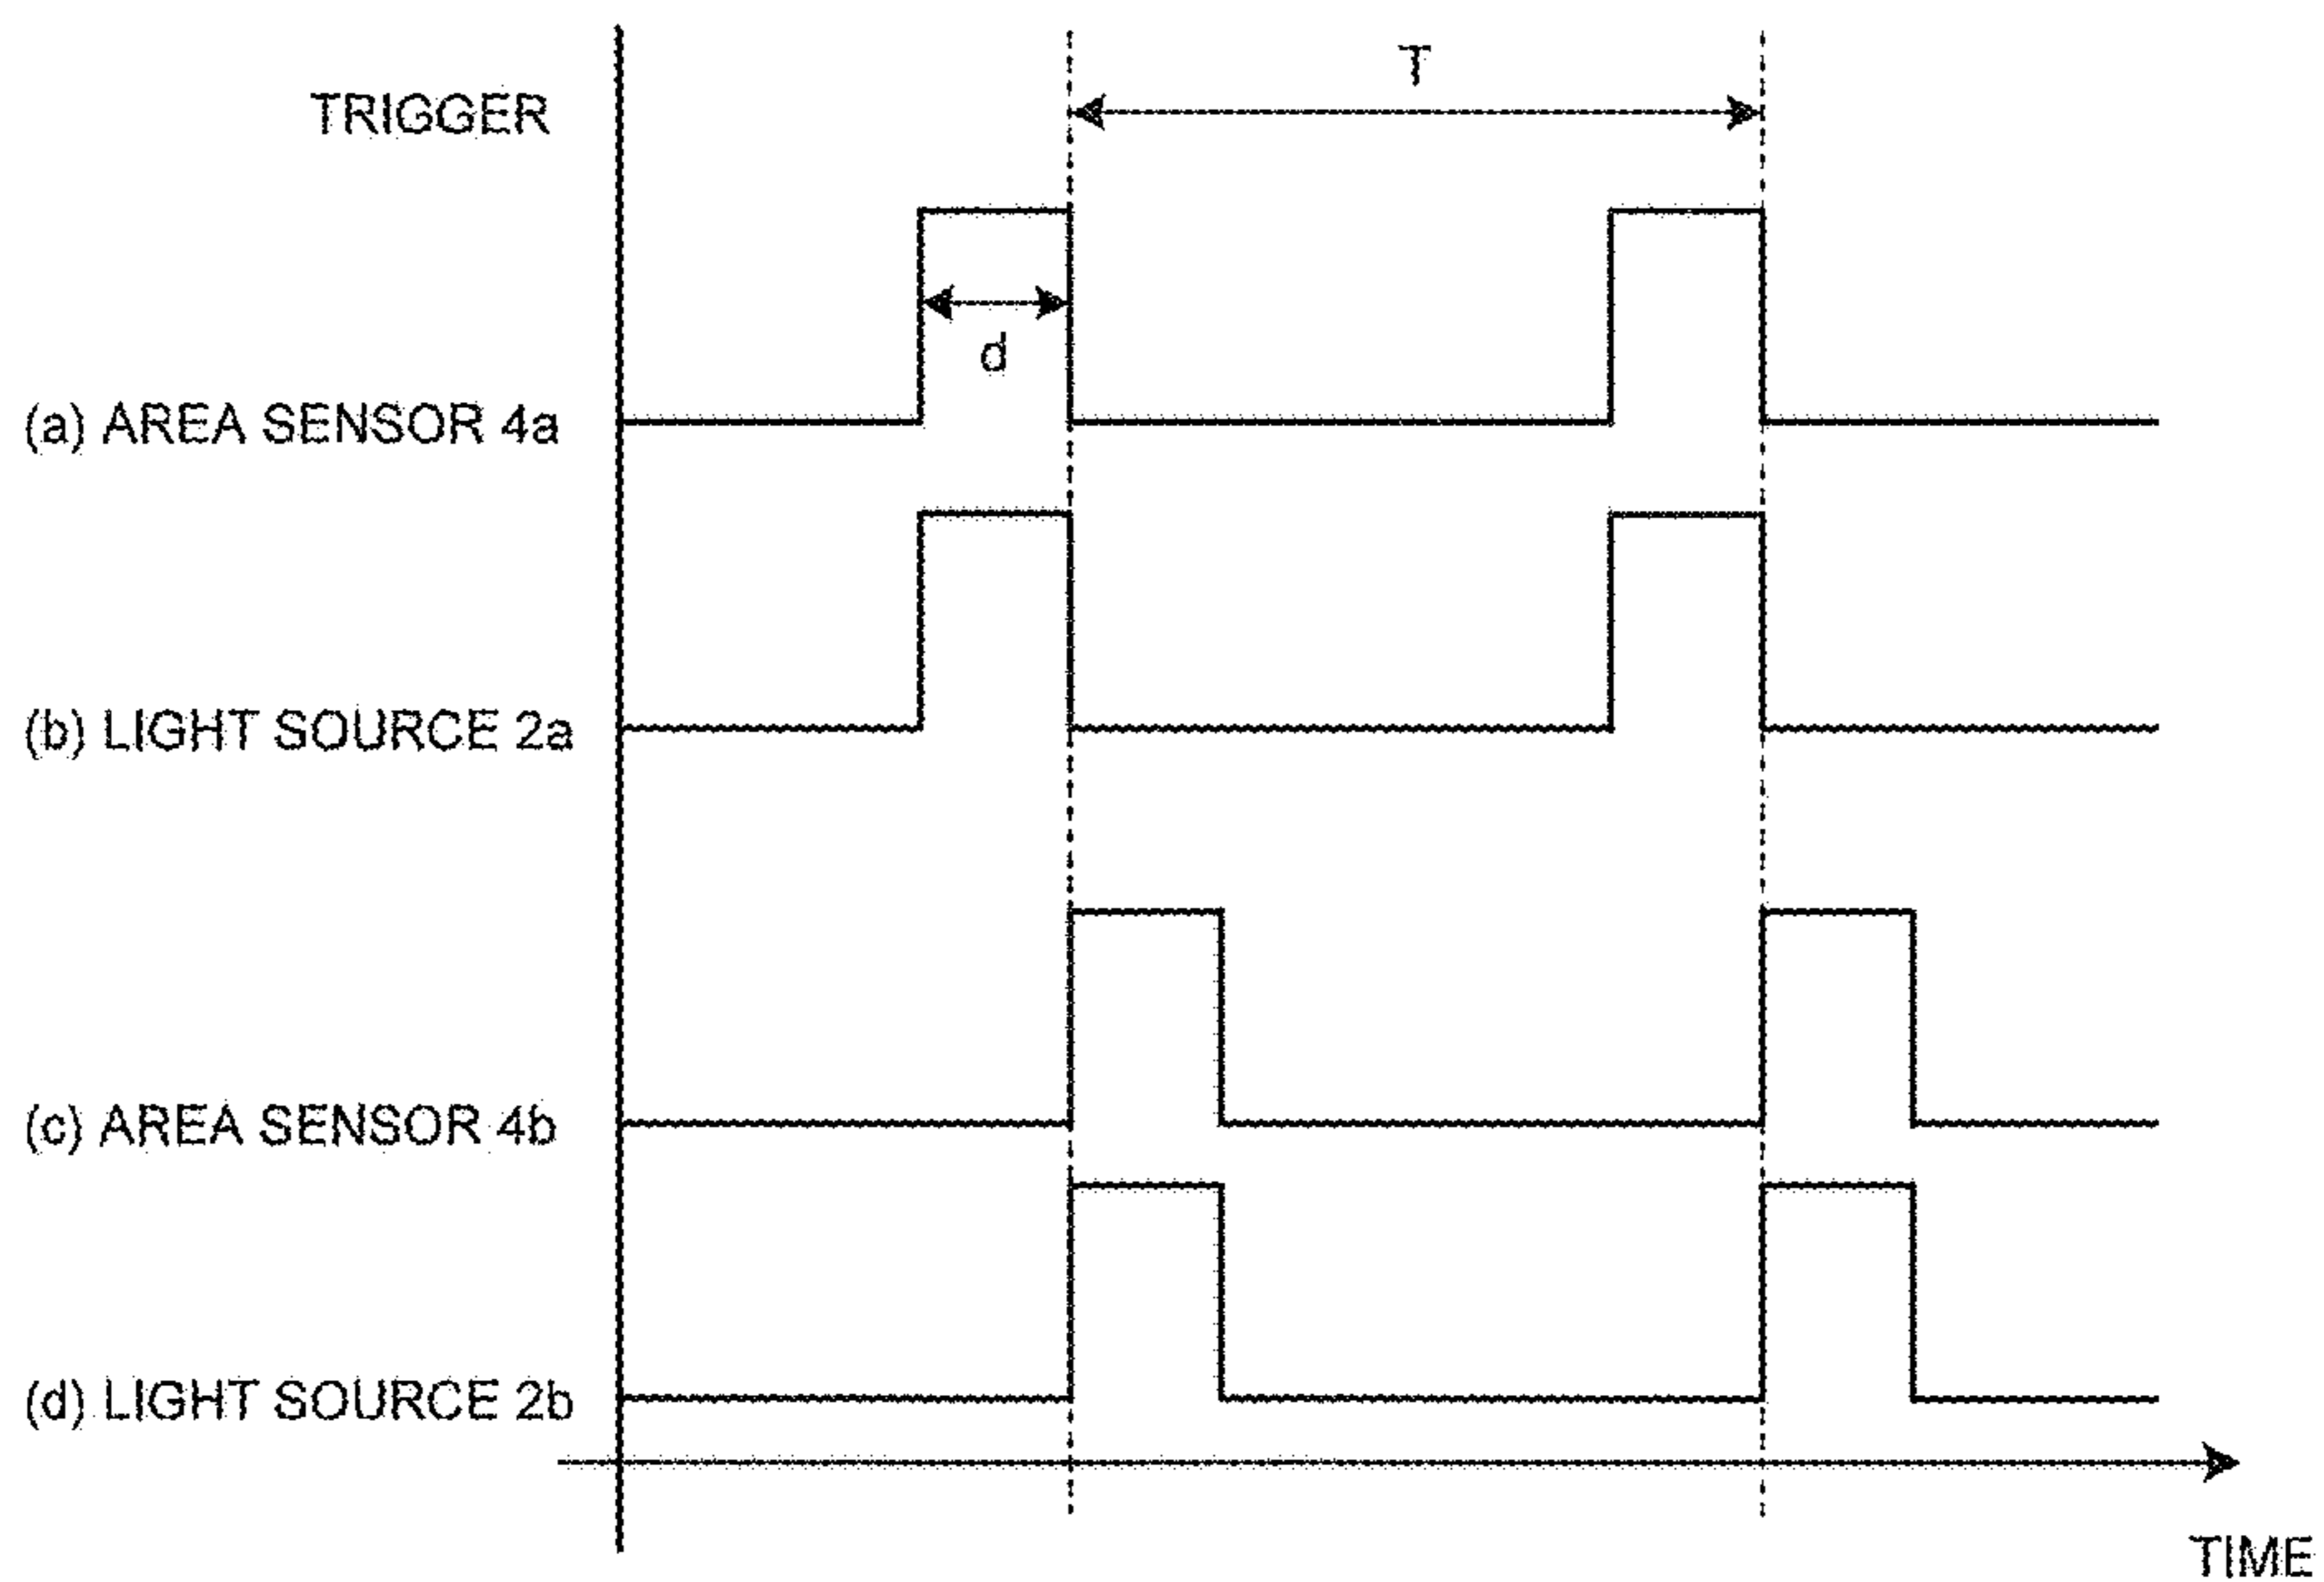 T
TRIGGER
d
(a) AREA SENSOR 4a
(b) LIGHT SOURCE 2a
(c) AREA SENSOR 4b
(d) LIGHT SOURCE 2b
TIME